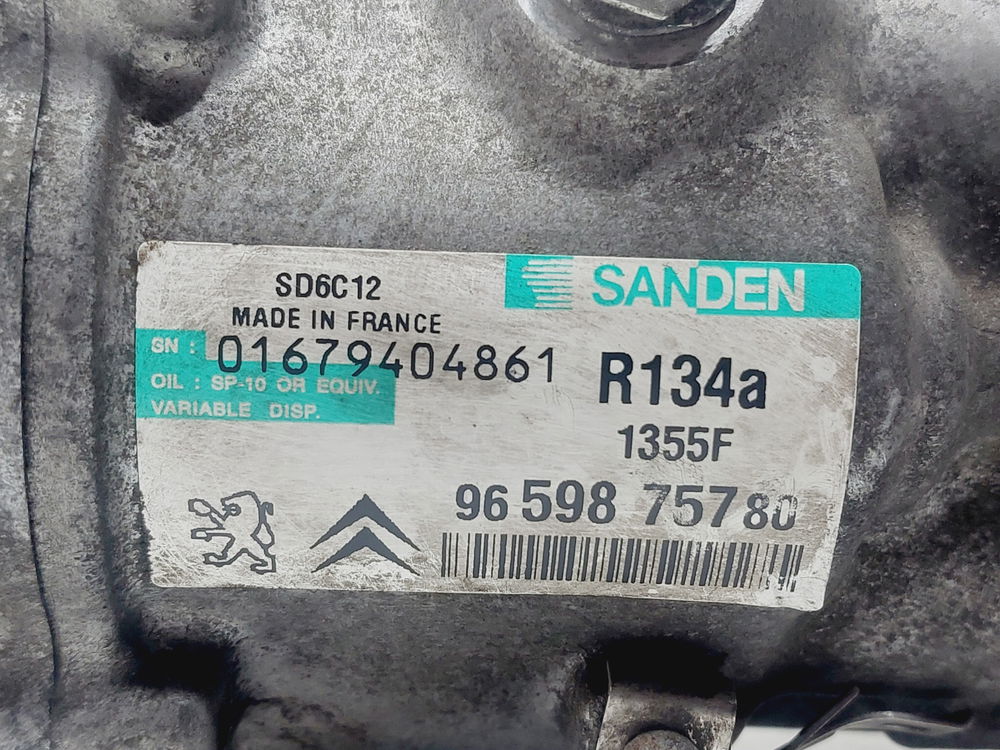 SD6C12
MADE IN FRANCE
SANDEN
SN : 01679404861
OIL : SP-10 OR EQUIV.
VARIABLE DISP.
R134a
1355F
96 598 757 80